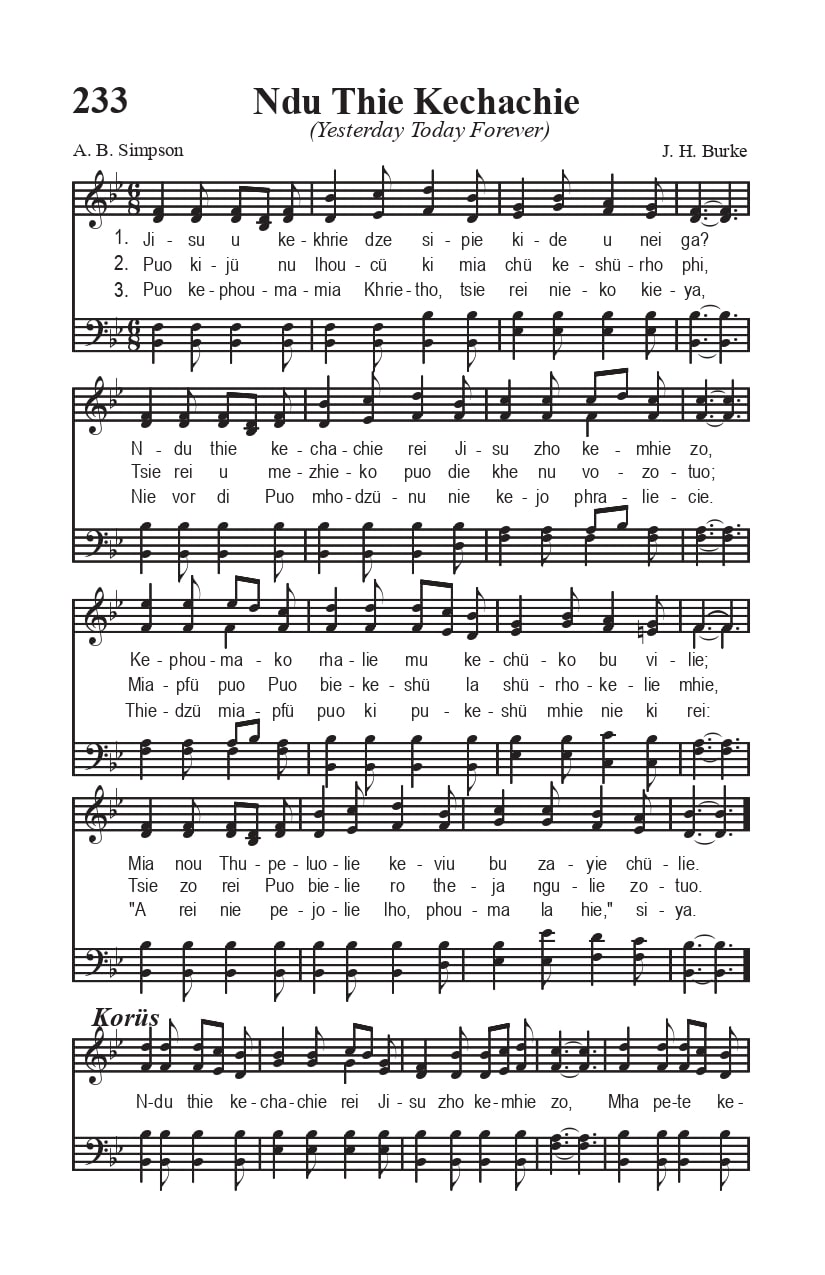 233
Ndu Thie Kechachie
(Yesterday Today Forever)
A. B. Simpson
J. H. Burke
1. Ji - su u ke - khrie dze si - pie ki - de u nei ga?
2. Puo ki - jü nu lhou - cü ki mia chü ke - shü - rho phi,
3. Puo ke - phou - ma - mia Khrie - tho, tsie rei nie - ko kie - ya,
N - du thie ke - cha - chie rei Ji - su zho ke - mhie zo,
Tsie rei u me - zhie - ko puo die khe nu vo - zo - tuo;
Nie vor di Puo mho - dzü - nu nie ke - jo phra - lie - cie.
Ke - phou - ma - ko rha - lie mu ke - chü - ko bu vi - lie;
Mia - pfü puo Puo bie - ke - shü la shü - rho - ke - lie mhie,
Thie - dzü mia - pfü puo ki pu - ke - shü mhie nie ki rei:
Mia nou Thu - pe - luo - lie ke - viu bu za - yie chü - lie.
Tsie zo rei Puo bie - lie ro the - ja ngu - lie zo - tuo.
"A rei nie pe - jo - lie lho, phou - ma la hie," si - ya.
Korüs
N-du thie ke-cha-chie rei Ji-su zho ke-mhie zo, Mha pe-te ke-